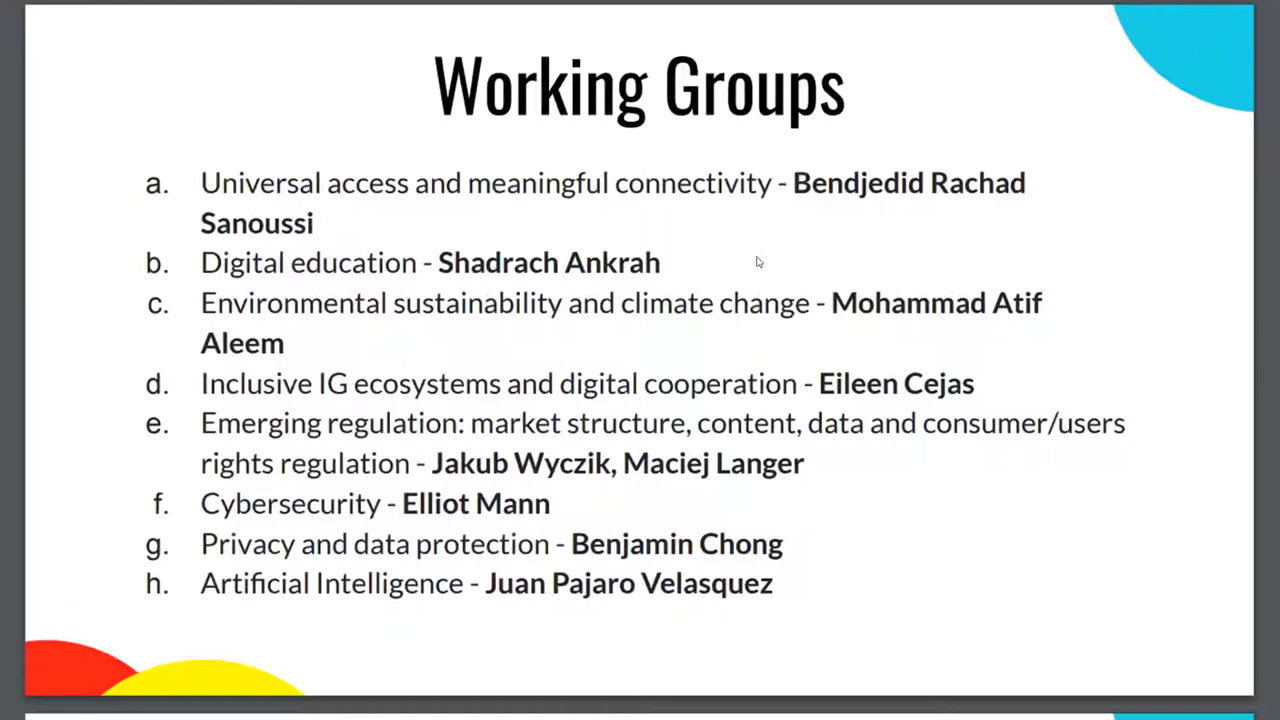 Working Groups
a. Universal access and meaningful connectivity - Bendjedid Rachad
Sanoussi
b. Digital education - Shadrach Ankrah
c. Environmental sustainability and climate change - Mohammad Atif
Aleem
d. Inclusive IG ecosystems and digital cooperation - Eileen Cejas
e. Emerging regulation: market structure, content, data and consumer/users
rights regulation - Jakub Wyczik, Maciej Langer
f. Cybersecurity - Elliot Mann
g. Privacy and data protection - Benjamin Chong
h. Artificial Intelligence - Juan Pajaro Velasquez